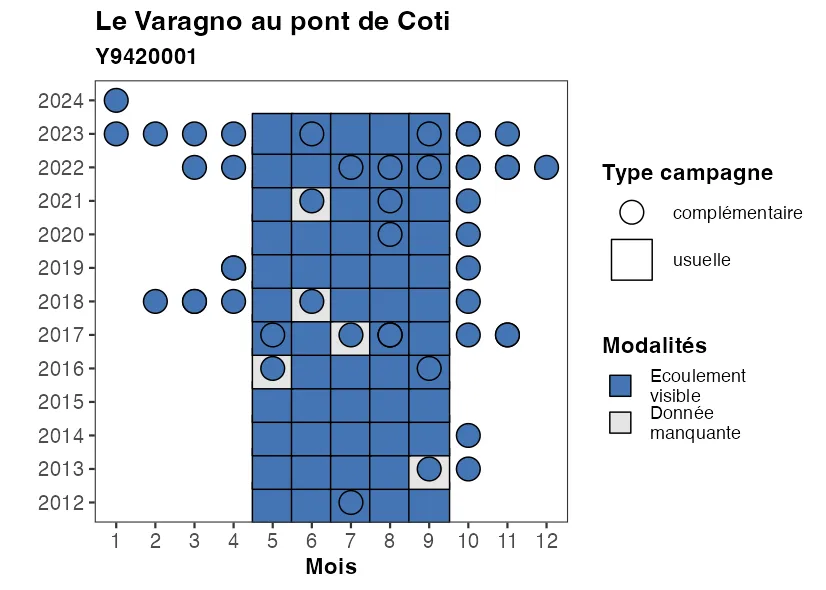 Le Varagno au pont de Coti
Y9420001
2024
2023
2022
2021
2020
2019
2018
2017
2016
2015
2014
2013
2012
1 2 3 4 5 6 7 8 9 10 11 12
Mois
Type campagne
complémentaire
usuelle
Modalités
Ecoulement
visible
Donnée
manquante